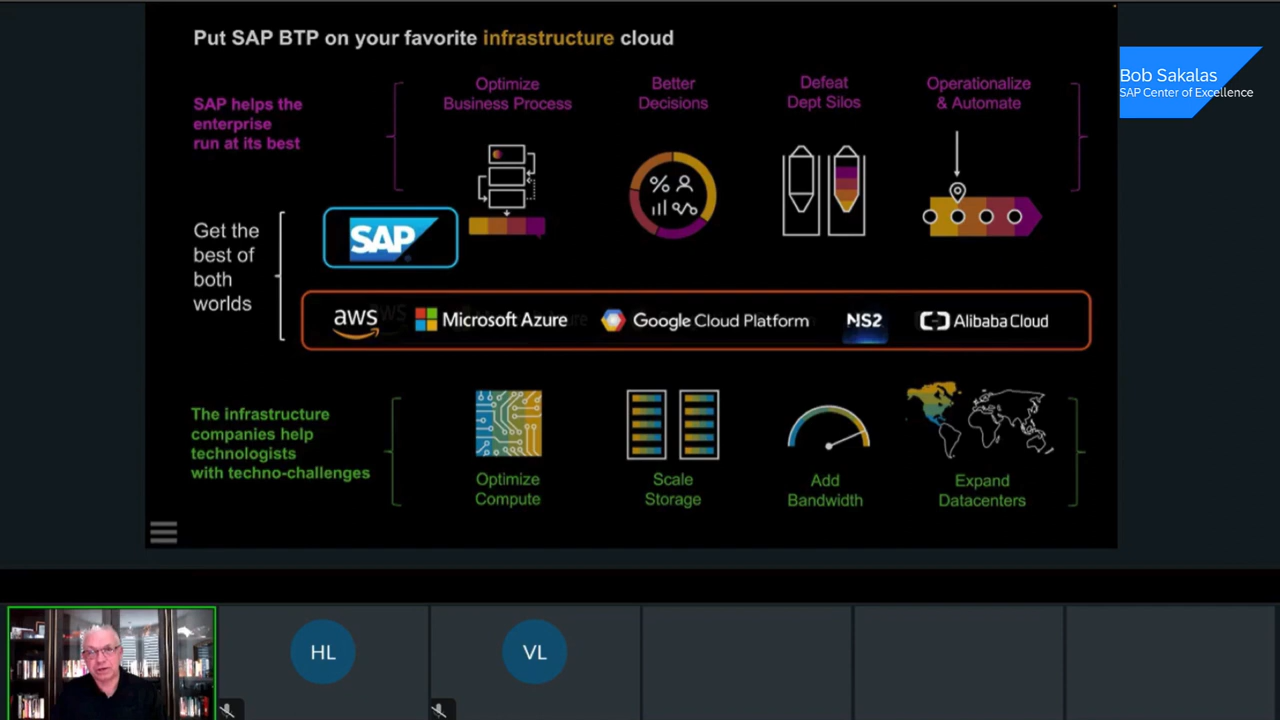 Put SAP BTP on your favorite infrastructure cloud
Bob Sakalas
SAP Center of Excellence
SAP helps the
enterprise
run at its best
Optimize
Business Process
Better
Decisions
Defeat
Dept Silos
Operationalize
& Automate
%
Get the
best of
both
worlds
SAP
aws
Microsoft Azure
Google Cloud Platform
NS2
Alibaba Cloud
The infrastructure
companies help
technologists
with techno-challenges
Optimize
Compute
Scale
Storage
Add
Bandwidth
Expand
Datacenters
HL
VL